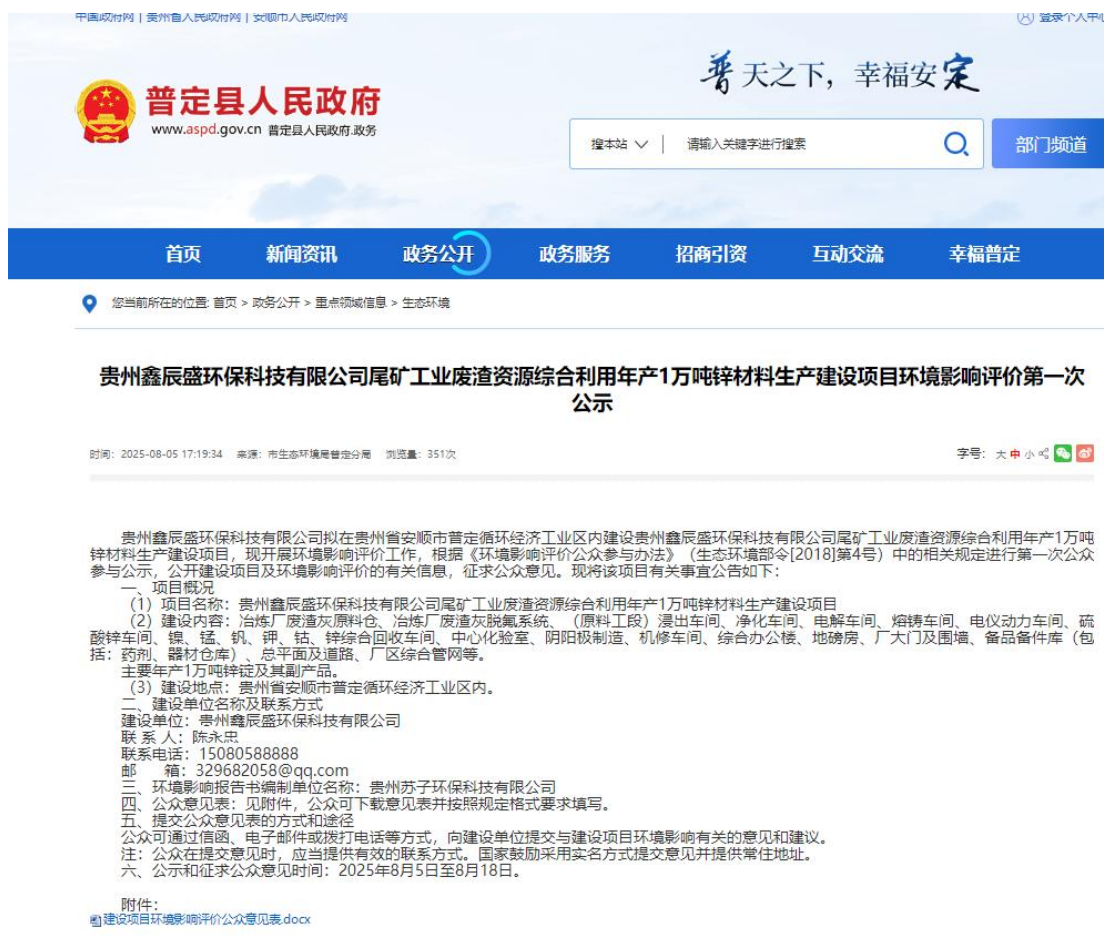 中国政府网 | 贵州省人民政府网 | 安顺市人民政府网
登录个人中心
普天之下，幸福安定
普定县人民政府
www.aspd.gov.cn 普定县人民政府.政务
搜本站
请输入关键字进行搜索
部门频道
首页 新闻资讯 政务公开 政务服务 招商引资 互动交流 幸福普定
您当前所在的位置: 首页 > 政务公开 > 重点领域信息 > 生态环境
贵州鑫辰盛环保科技有限公司尾矿工业废渣资源综合利用年产1万吨锌材料生产建设项目环境影响评价第一次
公示
时间：2025-08-05 17:19:34 来源：市生态环境局普定分局 浏览量：351次
字号：大 中 小
贵州鑫辰盛环保科技有限公司拟在贵州省安顺市普定循环经济工业区内建设贵州鑫辰盛环保科技有限公司尾矿工业废渣资源综合利用年产1万吨
锌材料生产建设项目，现开展环境影响评价工作，根据《环境影响评价公众参与办法》（生态环境部令[2018]第4号）中的相关规定进行第一次公众
参与公示，公开建设项目及环境影响评价的有关信息，征求公众意见。现将该项目有关事宜公告如下：
一、项目概况
（1）项目名称：贵州鑫辰盛环保科技有限公司尾矿工业废渣资源综合利用年产1万吨锌材料生产建设项目
（2）建设内容：冶炼厂废渣灰原料仓、冶炼厂废渣灰脱氟系统、（原料工段）浸出车间、净化车间、电解车间、熔铸车间、电仪动力车间、硫
酸锌车间、镍、锰、钒、钾、钴、锌综合回收车间、中心化验室、阴阳极制造、机修车间、综合办公楼、地磅房、厂大门及围墙、备品备件库（包
括：药剂、器材仓库）、总平面及道路、厂区综合管网等。
主要年产1万吨锌锭及其副产品。
（3）建设地点：贵州省安顺市普定循环经济工业区内。
二、建设单位名称及联系方式
建设单位：贵州鑫辰盛环保科技有限公司
联 系 人：陈永忠
联系电话：15080588888
邮 箱：329682058@qq.com
三、环境影响报告书编制单位名称：贵州苏子环保科技有限公司
四、公众意见表：见附件，公众可下载意见表并按照规定格式要求填写。
五、提交公众意见表的方式和途径
公众可通过信函、电子邮件或拨打电话等方式，向建设单位提交与建设项目环境影响有关的意见和建议。
注：公众在提交意见时，应当提供有效的联系方式。国家鼓励采用实名方式提交意见并提供常住地址。
六、公示和征求公众意见时间：2025年8月5日至8月18日。
附件：
建设项目环境影响评价公众意见表.docx